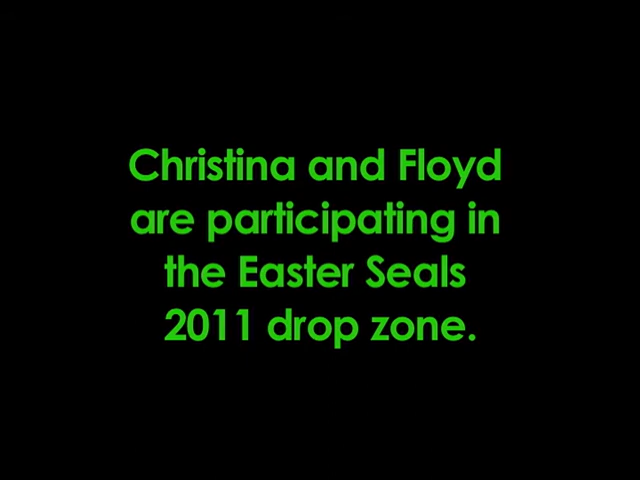 Christina and Floyd
are participating in
the Easter Seals
2011 drop zone.